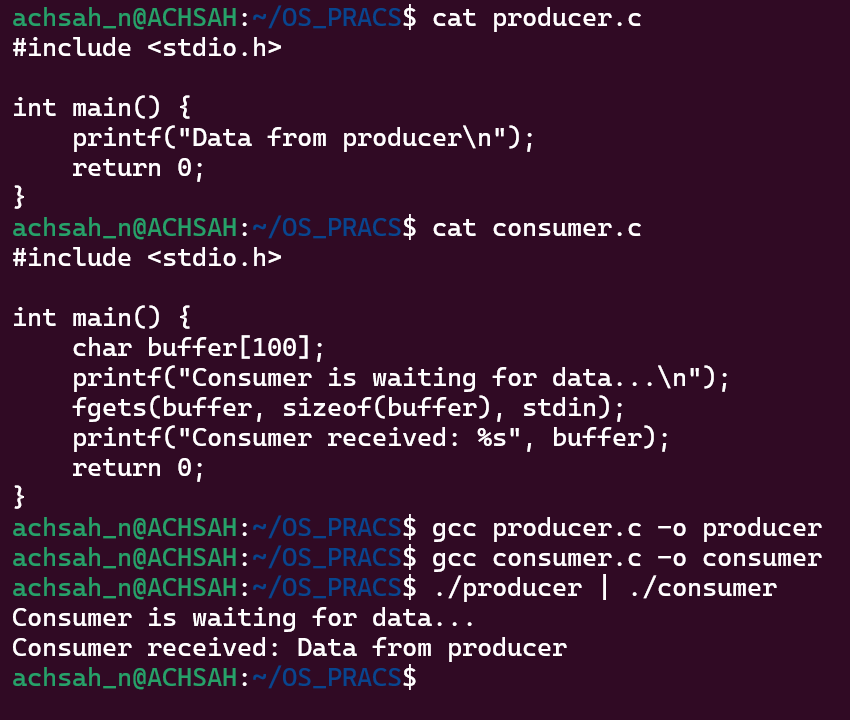 achsah_n@ACHSAH:~/OS_PRACS$ cat producer.c
#include <stdio.h>

int main() {
    printf("Data from producer\n");
    return 0;
}
achsah_n@ACHSAH:~/OS_PRACS$ cat consumer.c
#include <stdio.h>

int main() {
    char buffer[100];
    printf("Consumer is waiting for data...\n");
    fgets(buffer, sizeof(buffer), stdin);
    printf("Consumer received: %s", buffer);
    return 0;
}
achsah_n@ACHSAH:~/OS_PRACS$ gcc producer.c -o producer
achsah_n@ACHSAH:~/OS_PRACS$ gcc consumer.c -o consumer
achsah_n@ACHSAH:~/OS_PRACS$ ./producer | ./consumer
Consumer is waiting for data...
Consumer received: Data from producer
achsah_n@ACHSAH:~/OS_PRACS$